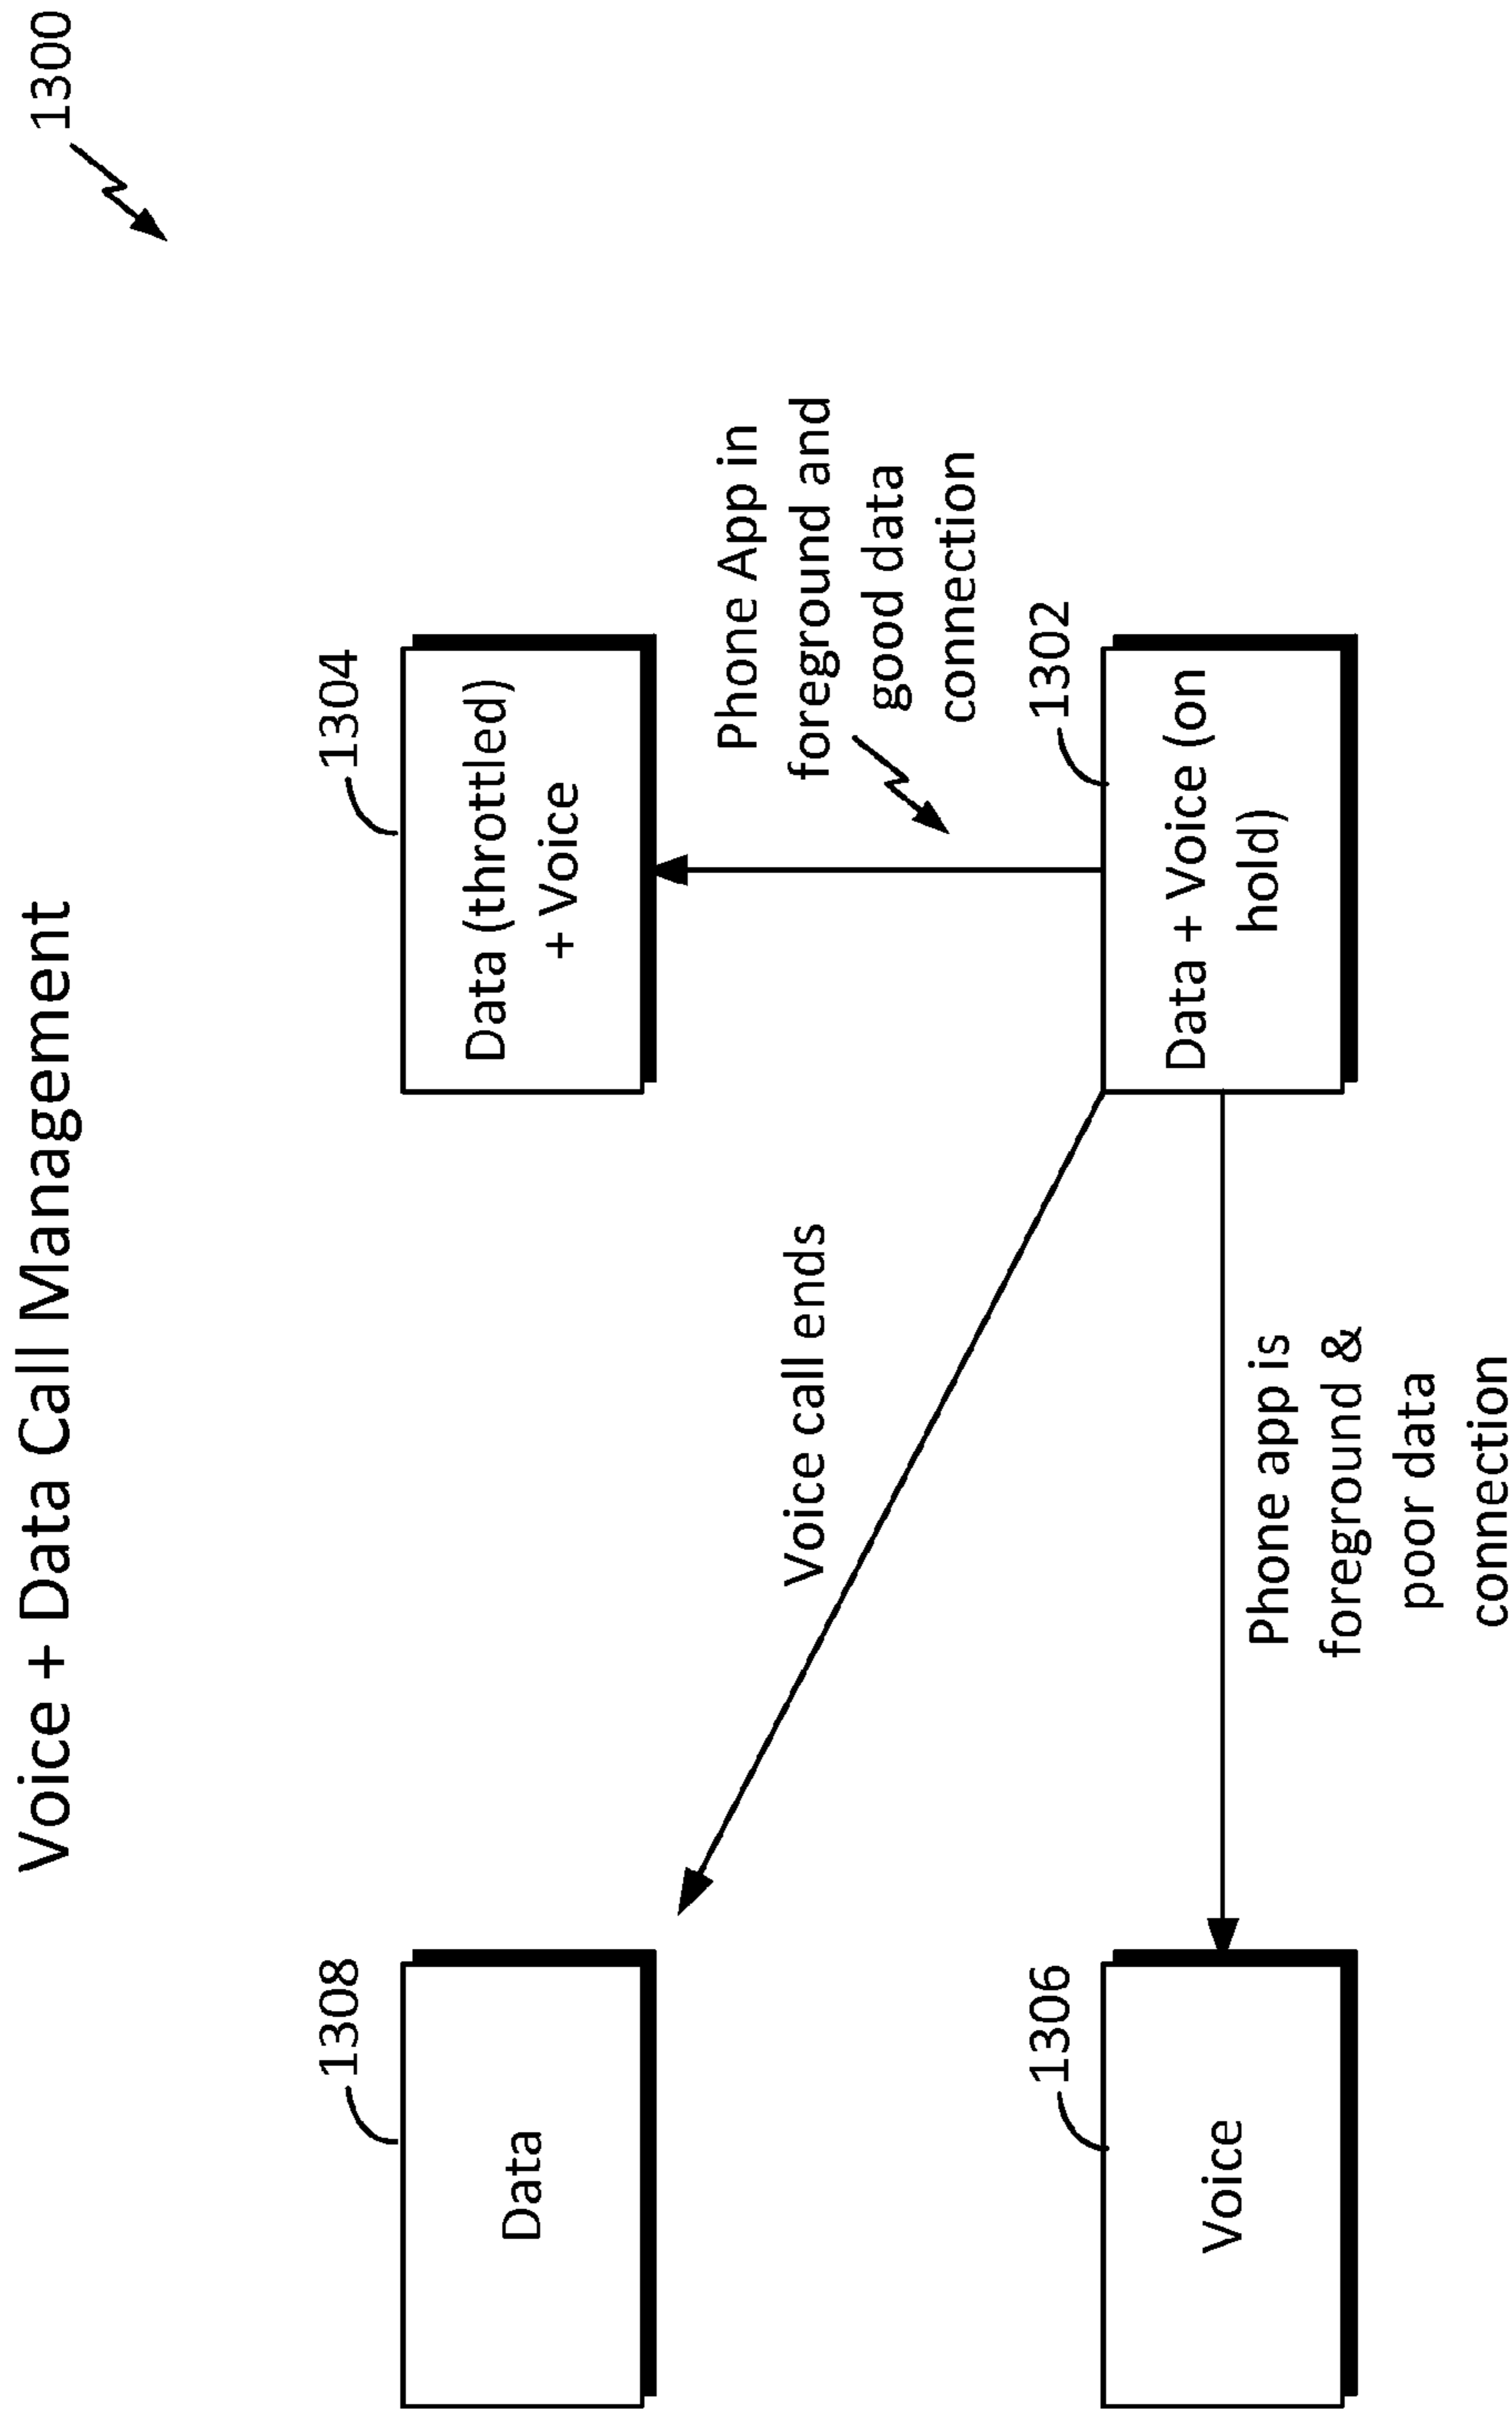 Voice + Data Call Management
1300
1308
Data
1304
Data (throttled)
+ Voice
Voice call ends
Phone App in
foreground and
good data
connection
1306
Voice
1302
Data + Voice (on
hold)
Phone app is
foreground &
poor data
connection